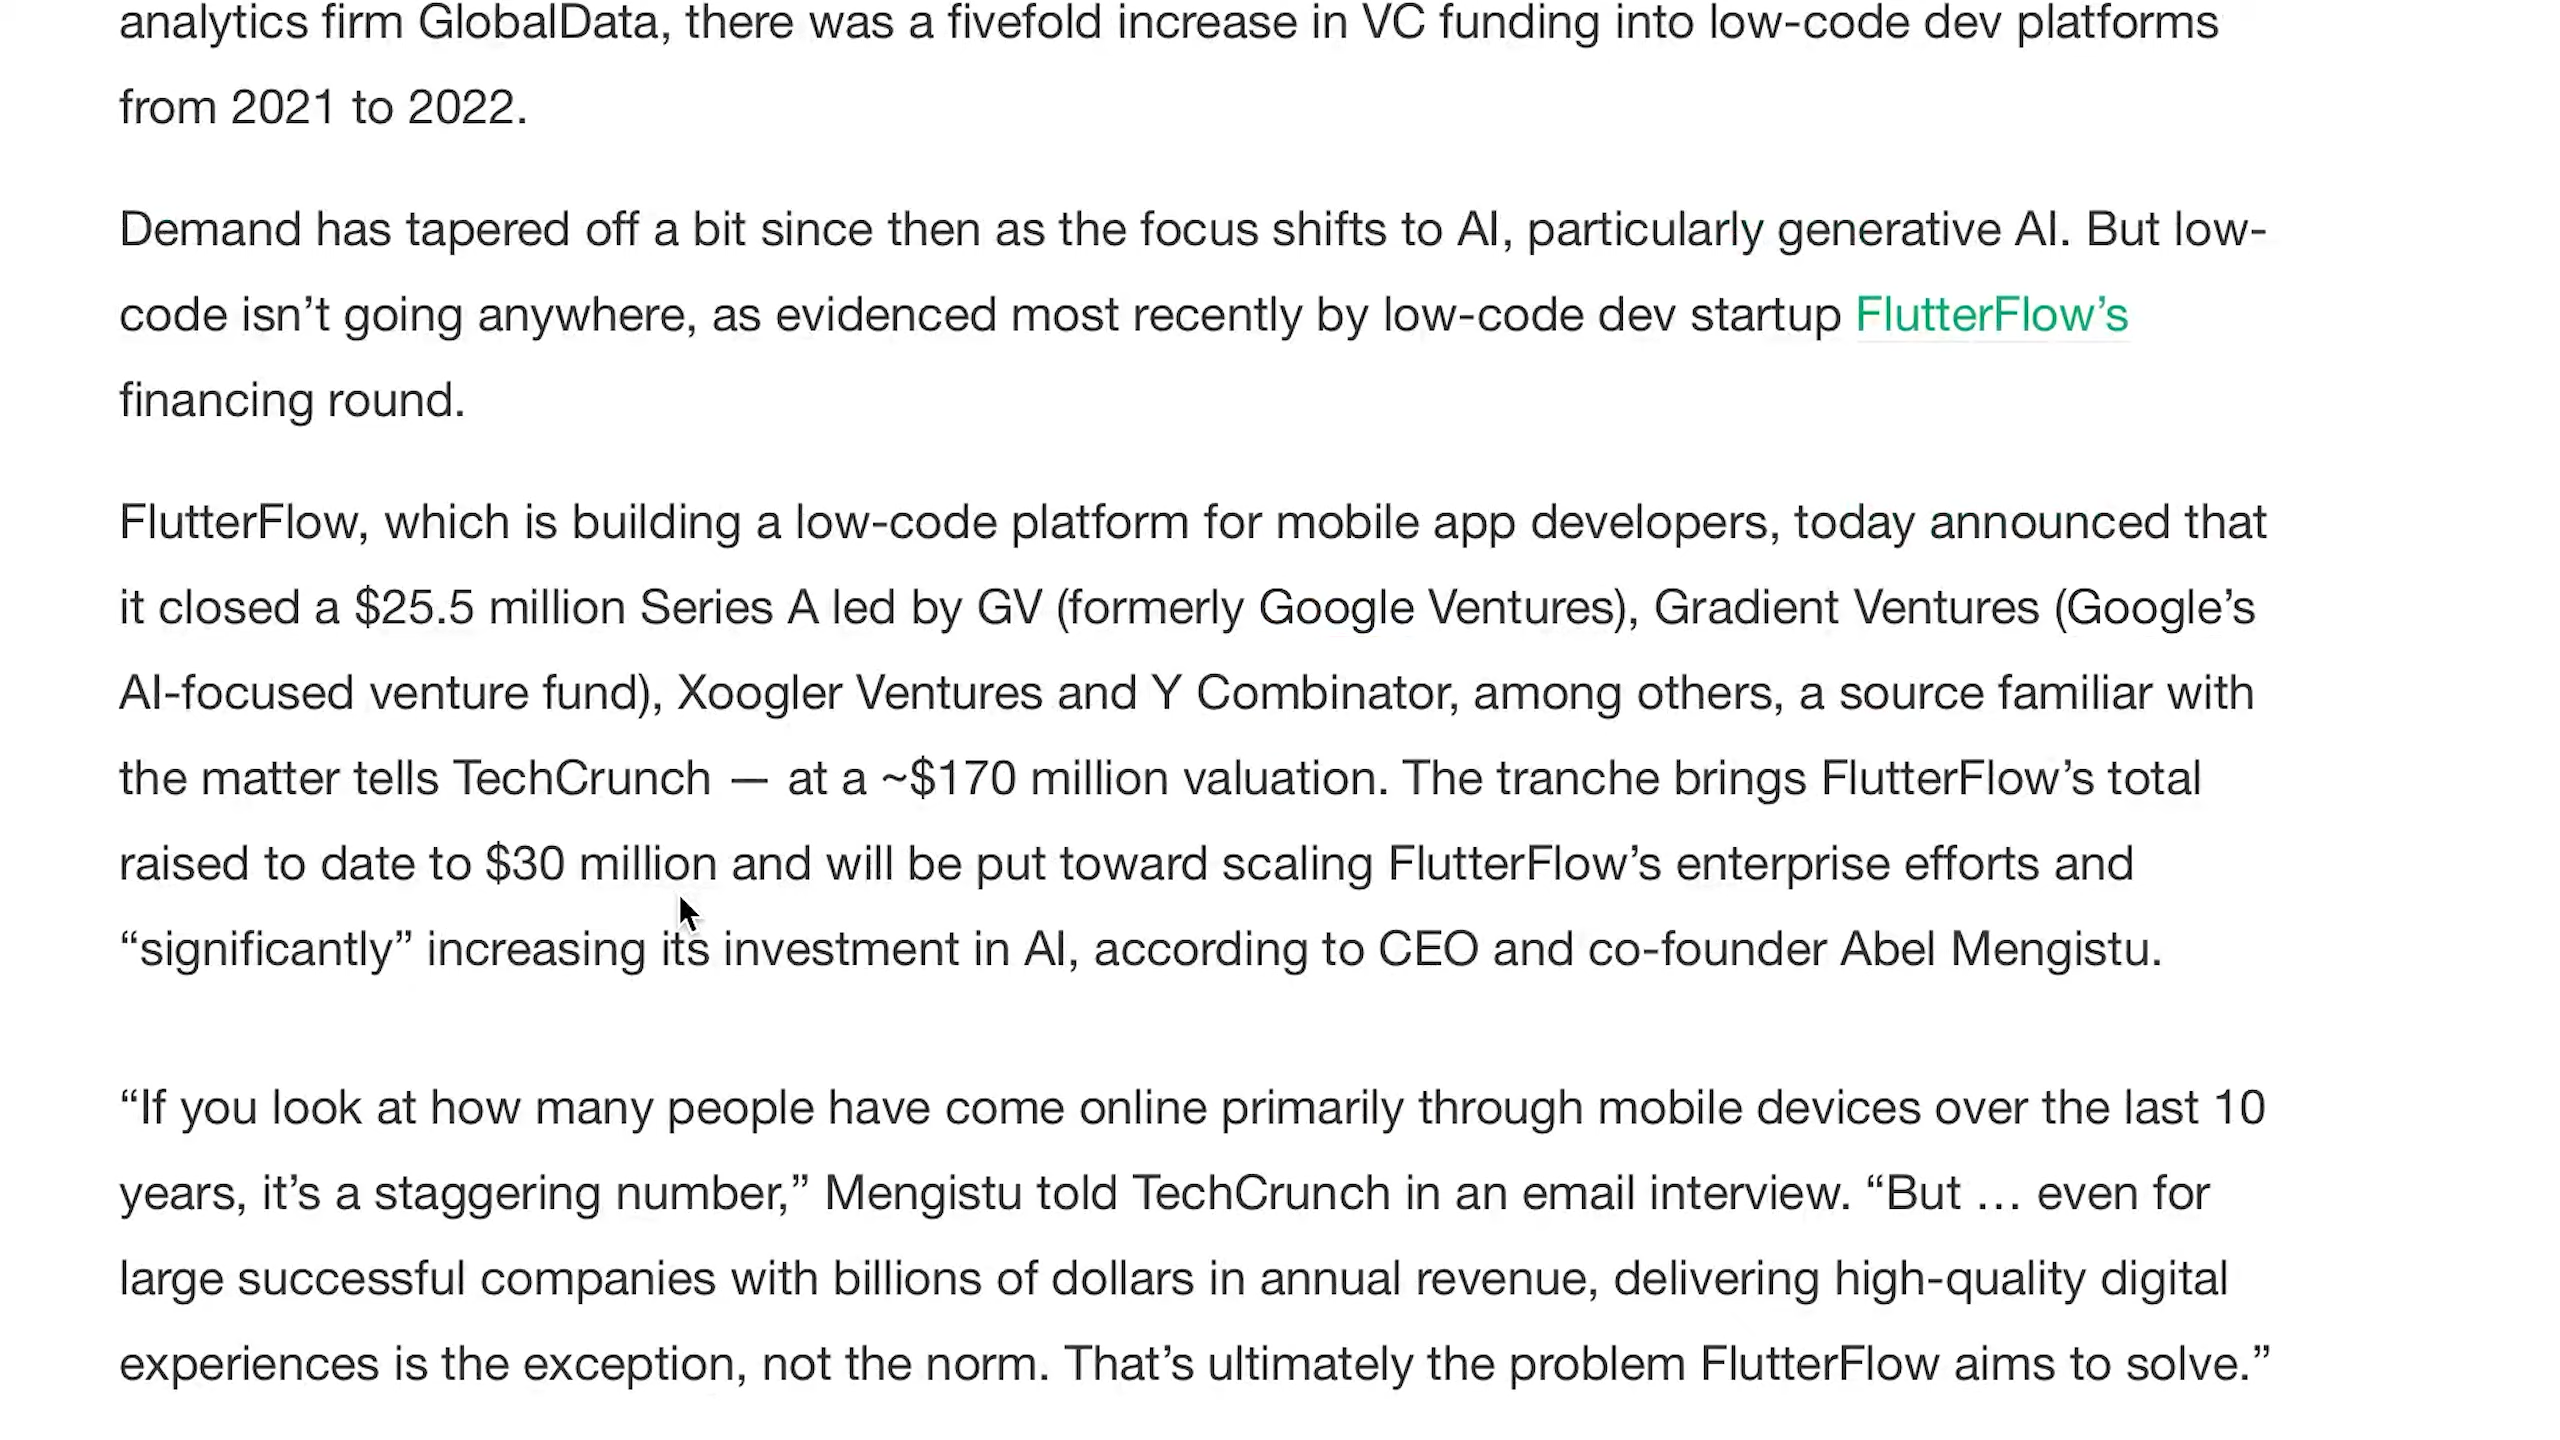 analytics firm GlobalData, there was a fivefold increase in VC funding into low-code dev platforms
from 2021 to 2022.
Demand has tapered off a bit since then as the focus shifts to AI, particularly generative AI. But low-
code isn’t going anywhere, as evidenced most recently by low-code dev startup FlutterFlow’s
financing round.
FlutterFlow, which is building a low-code platform for mobile app developers, today announced that
it closed a $25.5 million Series A led by GV (formerly Google Ventures), Gradient Ventures (Google’s
AI-focused venture fund), Xoogler Ventures and Y Combinator, among others, a source familiar with
the matter tells TechCrunch — at a ~$170 million valuation. The tranche brings FlutterFlow’s total
raised to date to $30 million and will be put toward scaling FlutterFlow’s enterprise efforts and
“significantly” increasing its investment in AI, according to CEO and co-founder Abel Mengistu.
“If you look at how many people have come online primarily through mobile devices over the last 10
years, it’s a staggering number,” Mengistu told TechCrunch in an email interview. “But … even for
large successful companies with billions of dollars in annual revenue, delivering high-quality digital
experiences is the exception, not the norm. That’s ultimately the problem FlutterFlow aims to solve.”